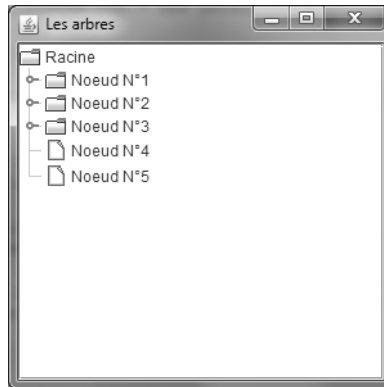 Les arbres
Racine
Noeud N°1
Noeud N°2
Noeud N°3
Noeud N°4
Noeud N°5